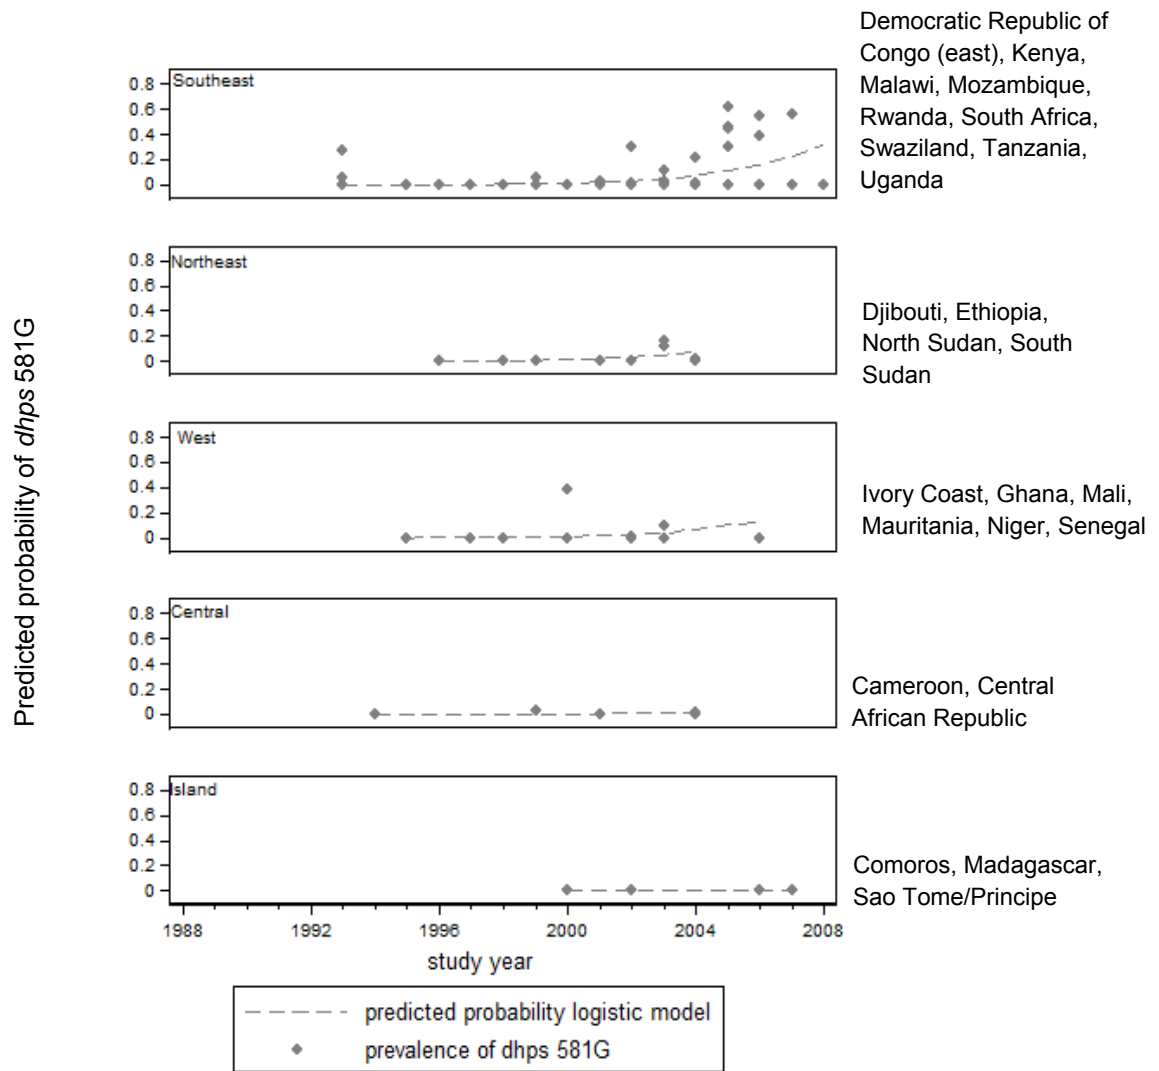 Democratic Republic of
Congo (east), Kenya,
Malawi, Mozambique,
Rwanda, South Africa,
Swaziland, Tanzania,
Uganda
Southeast
0.8
0.6
0.4
0.2
0
Northeast
0.8
0.6
0.4
0.2
0
Djibouti, Ethiopia,
North Sudan, South
Sudan
West
0.8
0.6
0.4
0.2
0
Ivory Coast, Ghana, Mali,
Mauritania, Niger, Senegal
Central
0.8
0.6
0.4
0.2
0
Cameroon, Central
African Republic
Island
0.8
0.6
0.4
0.2
0
Comoros, Madagascar,
Sao Tome/Principe
Predicted probability of dhps 581G
1988 1992 1996 2000 2004 2008
study year
predicted probability logistic model
prevalence of dhps 581G